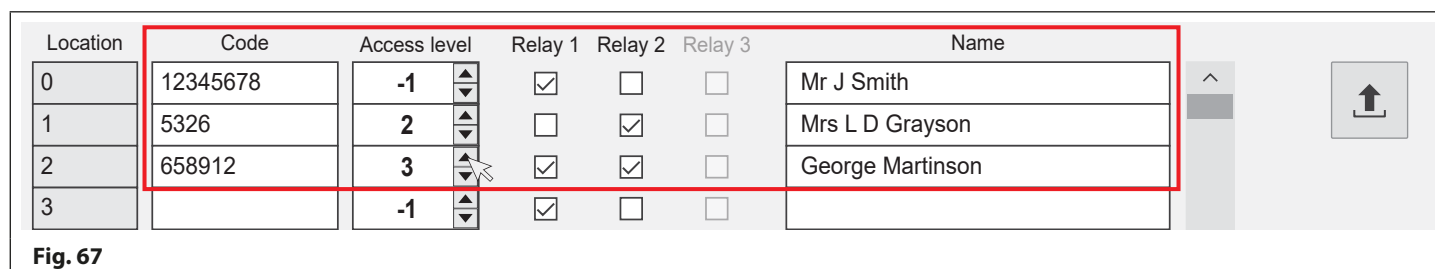 Location Code Access level Relay 1 Relay 2 Relay 3 Name
0 12345678 -1 Mr J Smith
1 5326 2 Mrs L D Grayson
2 658912 3 George Martinson
3 -1
Fig. 67